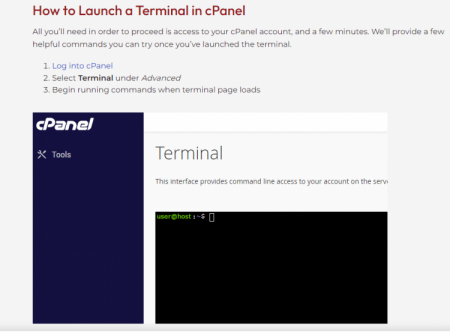 How to Launch a Terminal in cPanel
All you'll need in order to proceed is access to your cPanel account, and a few minutes. We'll provide a few
helpful commands you can try once you've launched the terminal.
1. Log into cPanel
2. Select Terminal under Advanced
3. Begin running commands when terminal page loads
cPanel
Tools
Terminal
This interface provides command line access to your account on the serve
user@host:~$